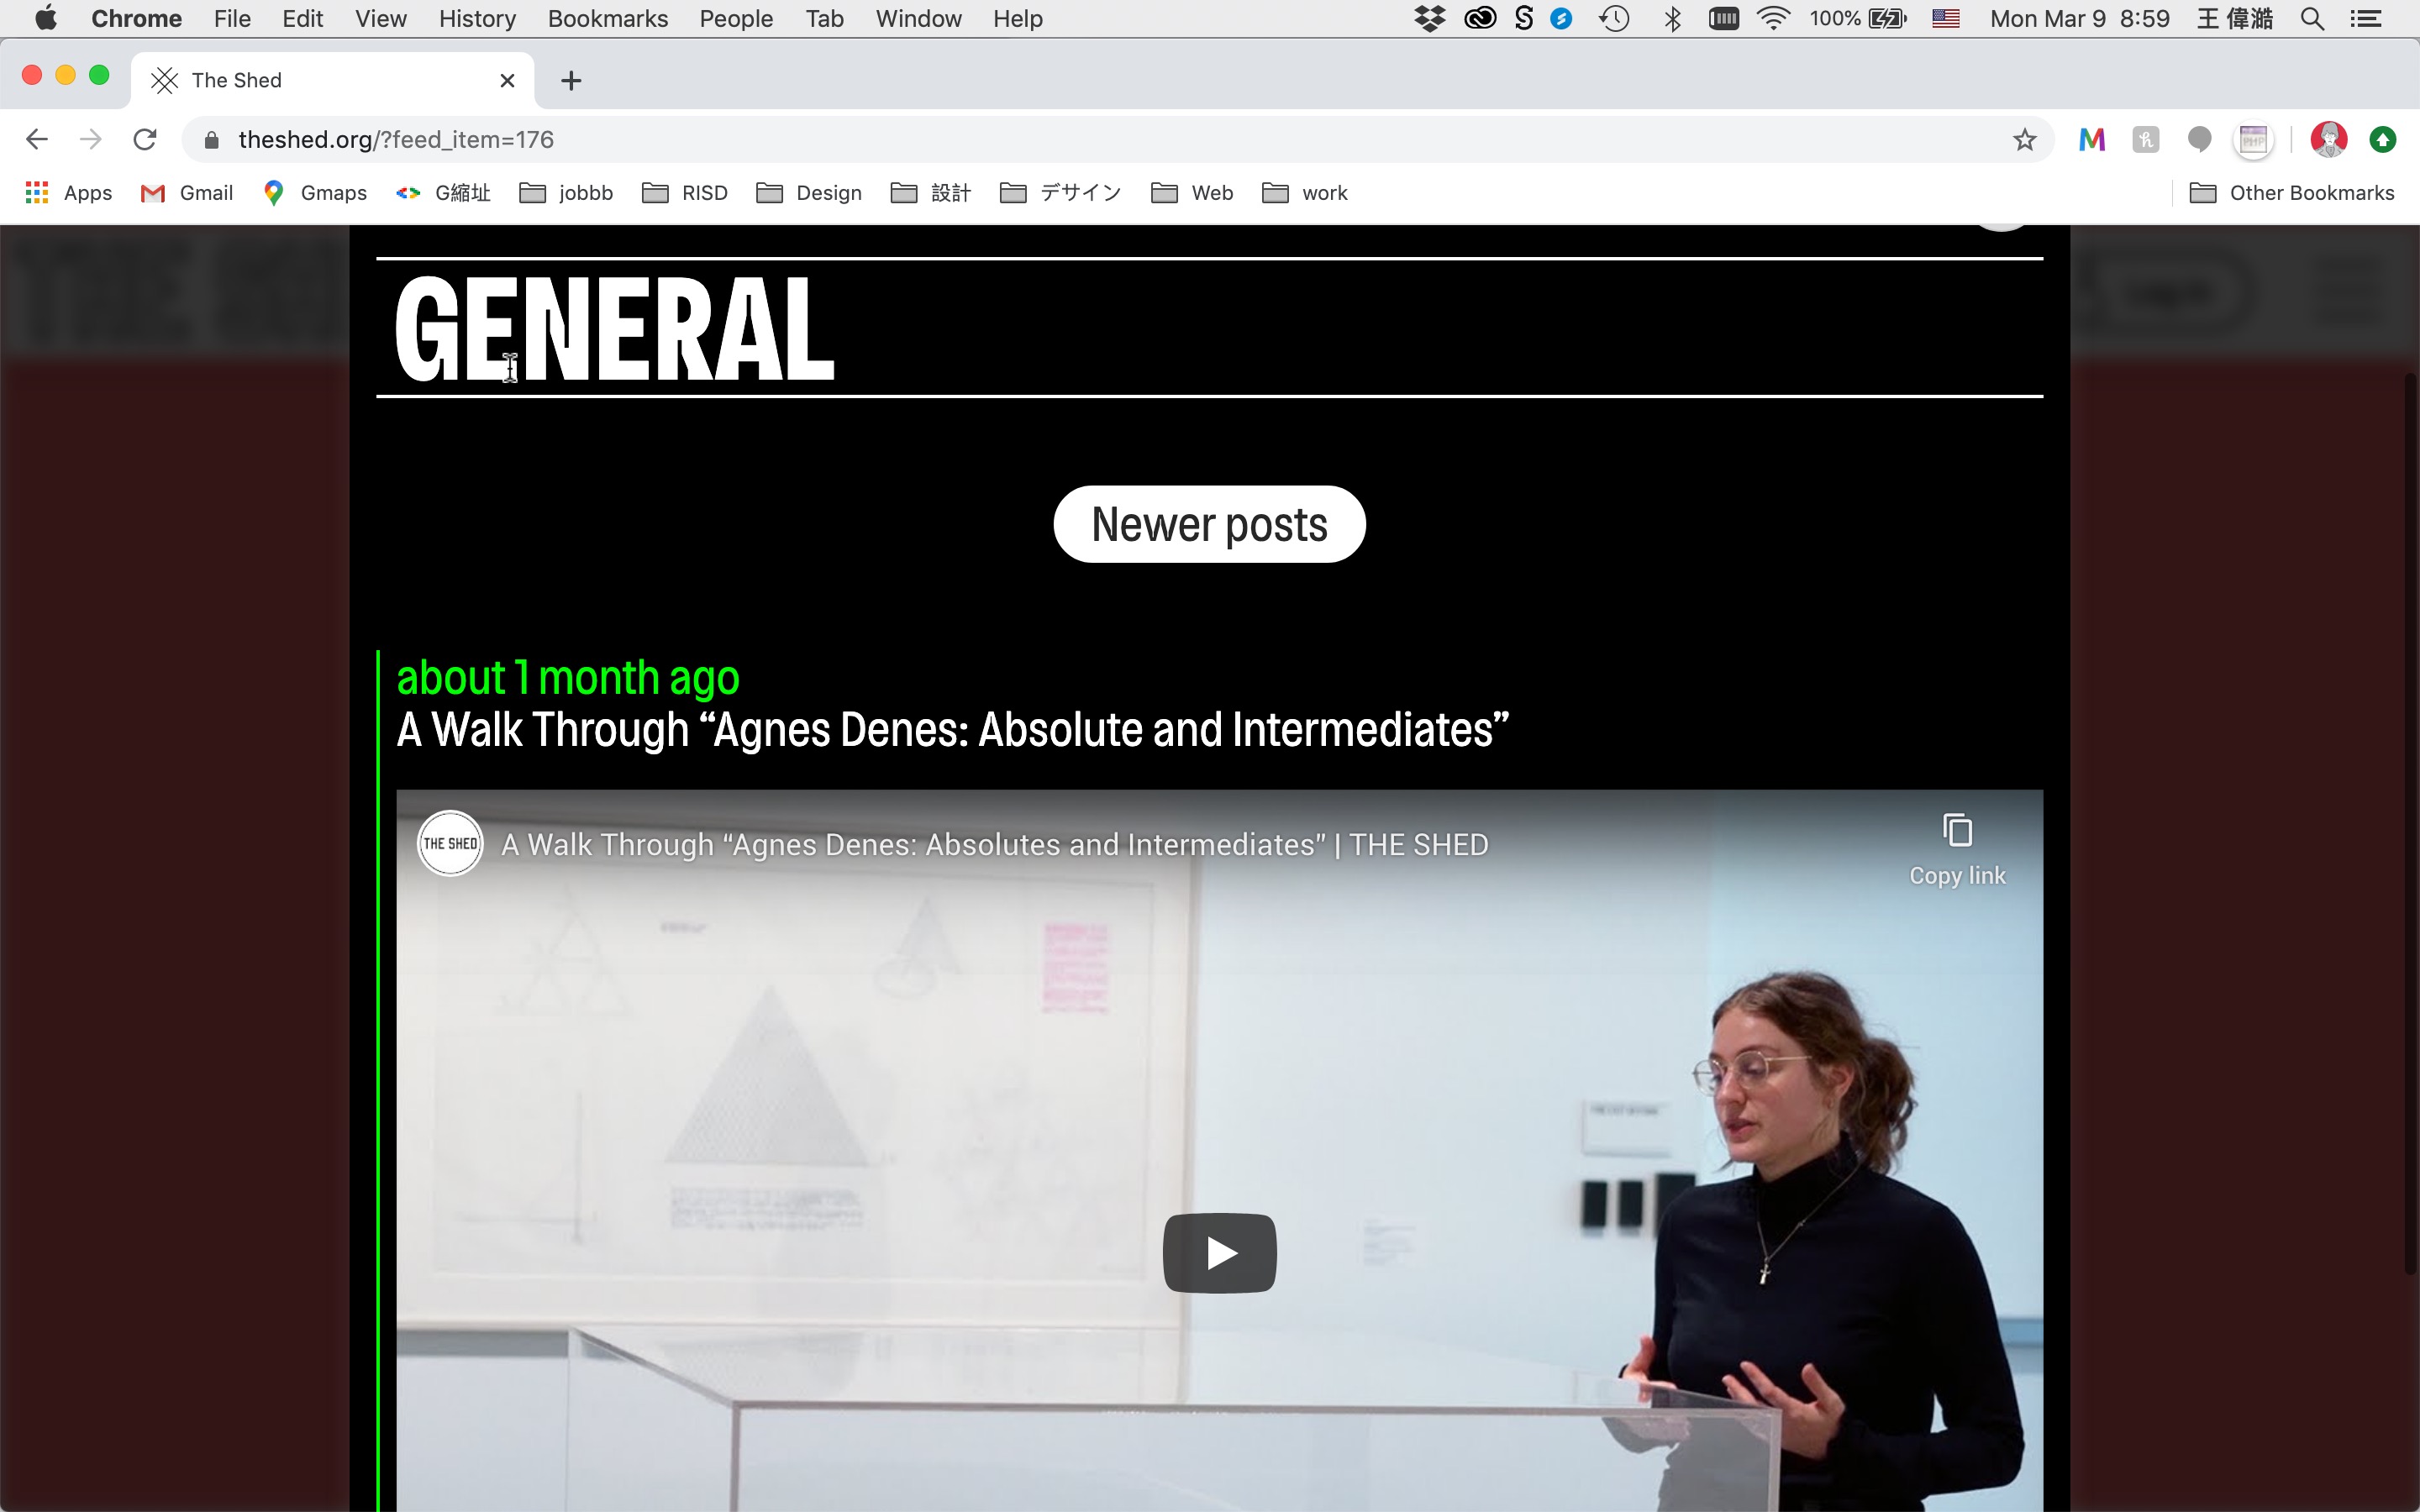 Chrome File Edit View History Bookmarks People Tab Window Help 100% Mon Mar 9 8:59 王 偉澔
The Shed
theshed.org/?feed_item=176
Apps Gmail Gmaps G縮址 jobbb RISD Design 設計 デサイン Web work Other Bookmarks
GENERAL
Newer posts
about 1 month ago
A Walk Through “Agnes Denes: Absolute and Intermediates”
THE SHED A Walk Through “Agnes Denes: Absolutes and Intermediates” | THE SHED
Copy link